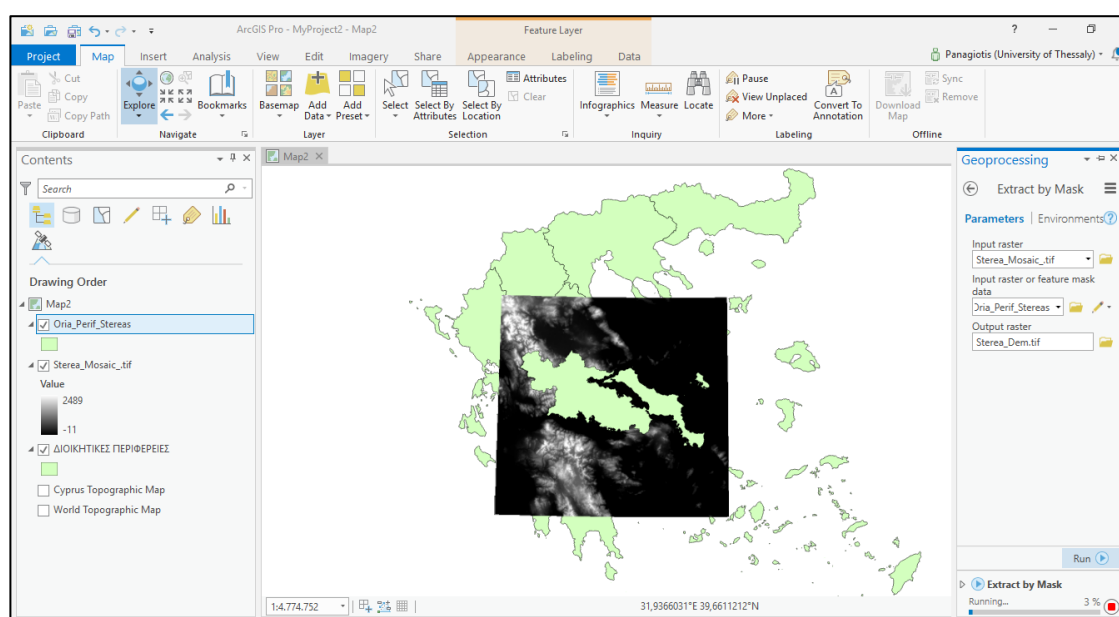 ArcGIS Pro - MyProject2 - Map2
Feature Layer
?
Project Map Insert Analysis View Edit Imagery Share Appearance Labeling Data
Panagiotis (University of Thessaly)
Paste
Cut
Copy
Copy Path
Clipboard
Explore
Bookmarks
Navigate
Basemap
Add Data
Add Preset
Layer
Select
Select By Attributes
Select By Location
Attributes
Clear
Selection
Infographics
Measure
Locate
Inquiry
Pause
View Unplaced
More
Convert To Annotation
Labeling
Download Map
Sync
Remove
Offline
Contents
Search
Drawing Order
Map2
Oria_Perif_Stereas
Sterea_Mosaic_.tif
Value
2489
-11
ΔΙΟΙΚΗΤΙΚΕΣ ΠΕΡΙΦΕΡΕΙΕΣ
Cyprus Topographic Map
World Topographic Map
Map2
1:4.774.752
31,9366031°E 39,6611212°N
Geoprocessing
Extract by Mask
Parameters | Environments
?
Input raster
Sterea_Mosaic_.tif
Input raster or feature mask
data
Oria_Perif_Stereas
Output raster
Sterea_Dem.tif
Run
Extract by Mask
Running... 3 %